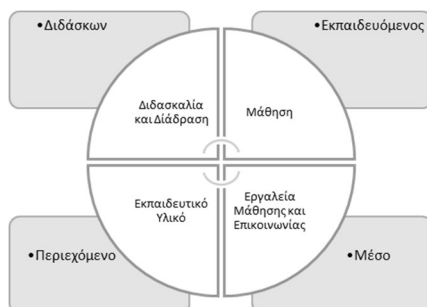 •Διδάσκων
•Εκπαιδευόμενος
Διδασκαλία
και Διάδραση
Μάθηση
Εκπαιδευτικό
Υλικό
Εργαλεία
Μάθησης και
Επικοινωνίας
•Περιεχόμενο
•Μέσο